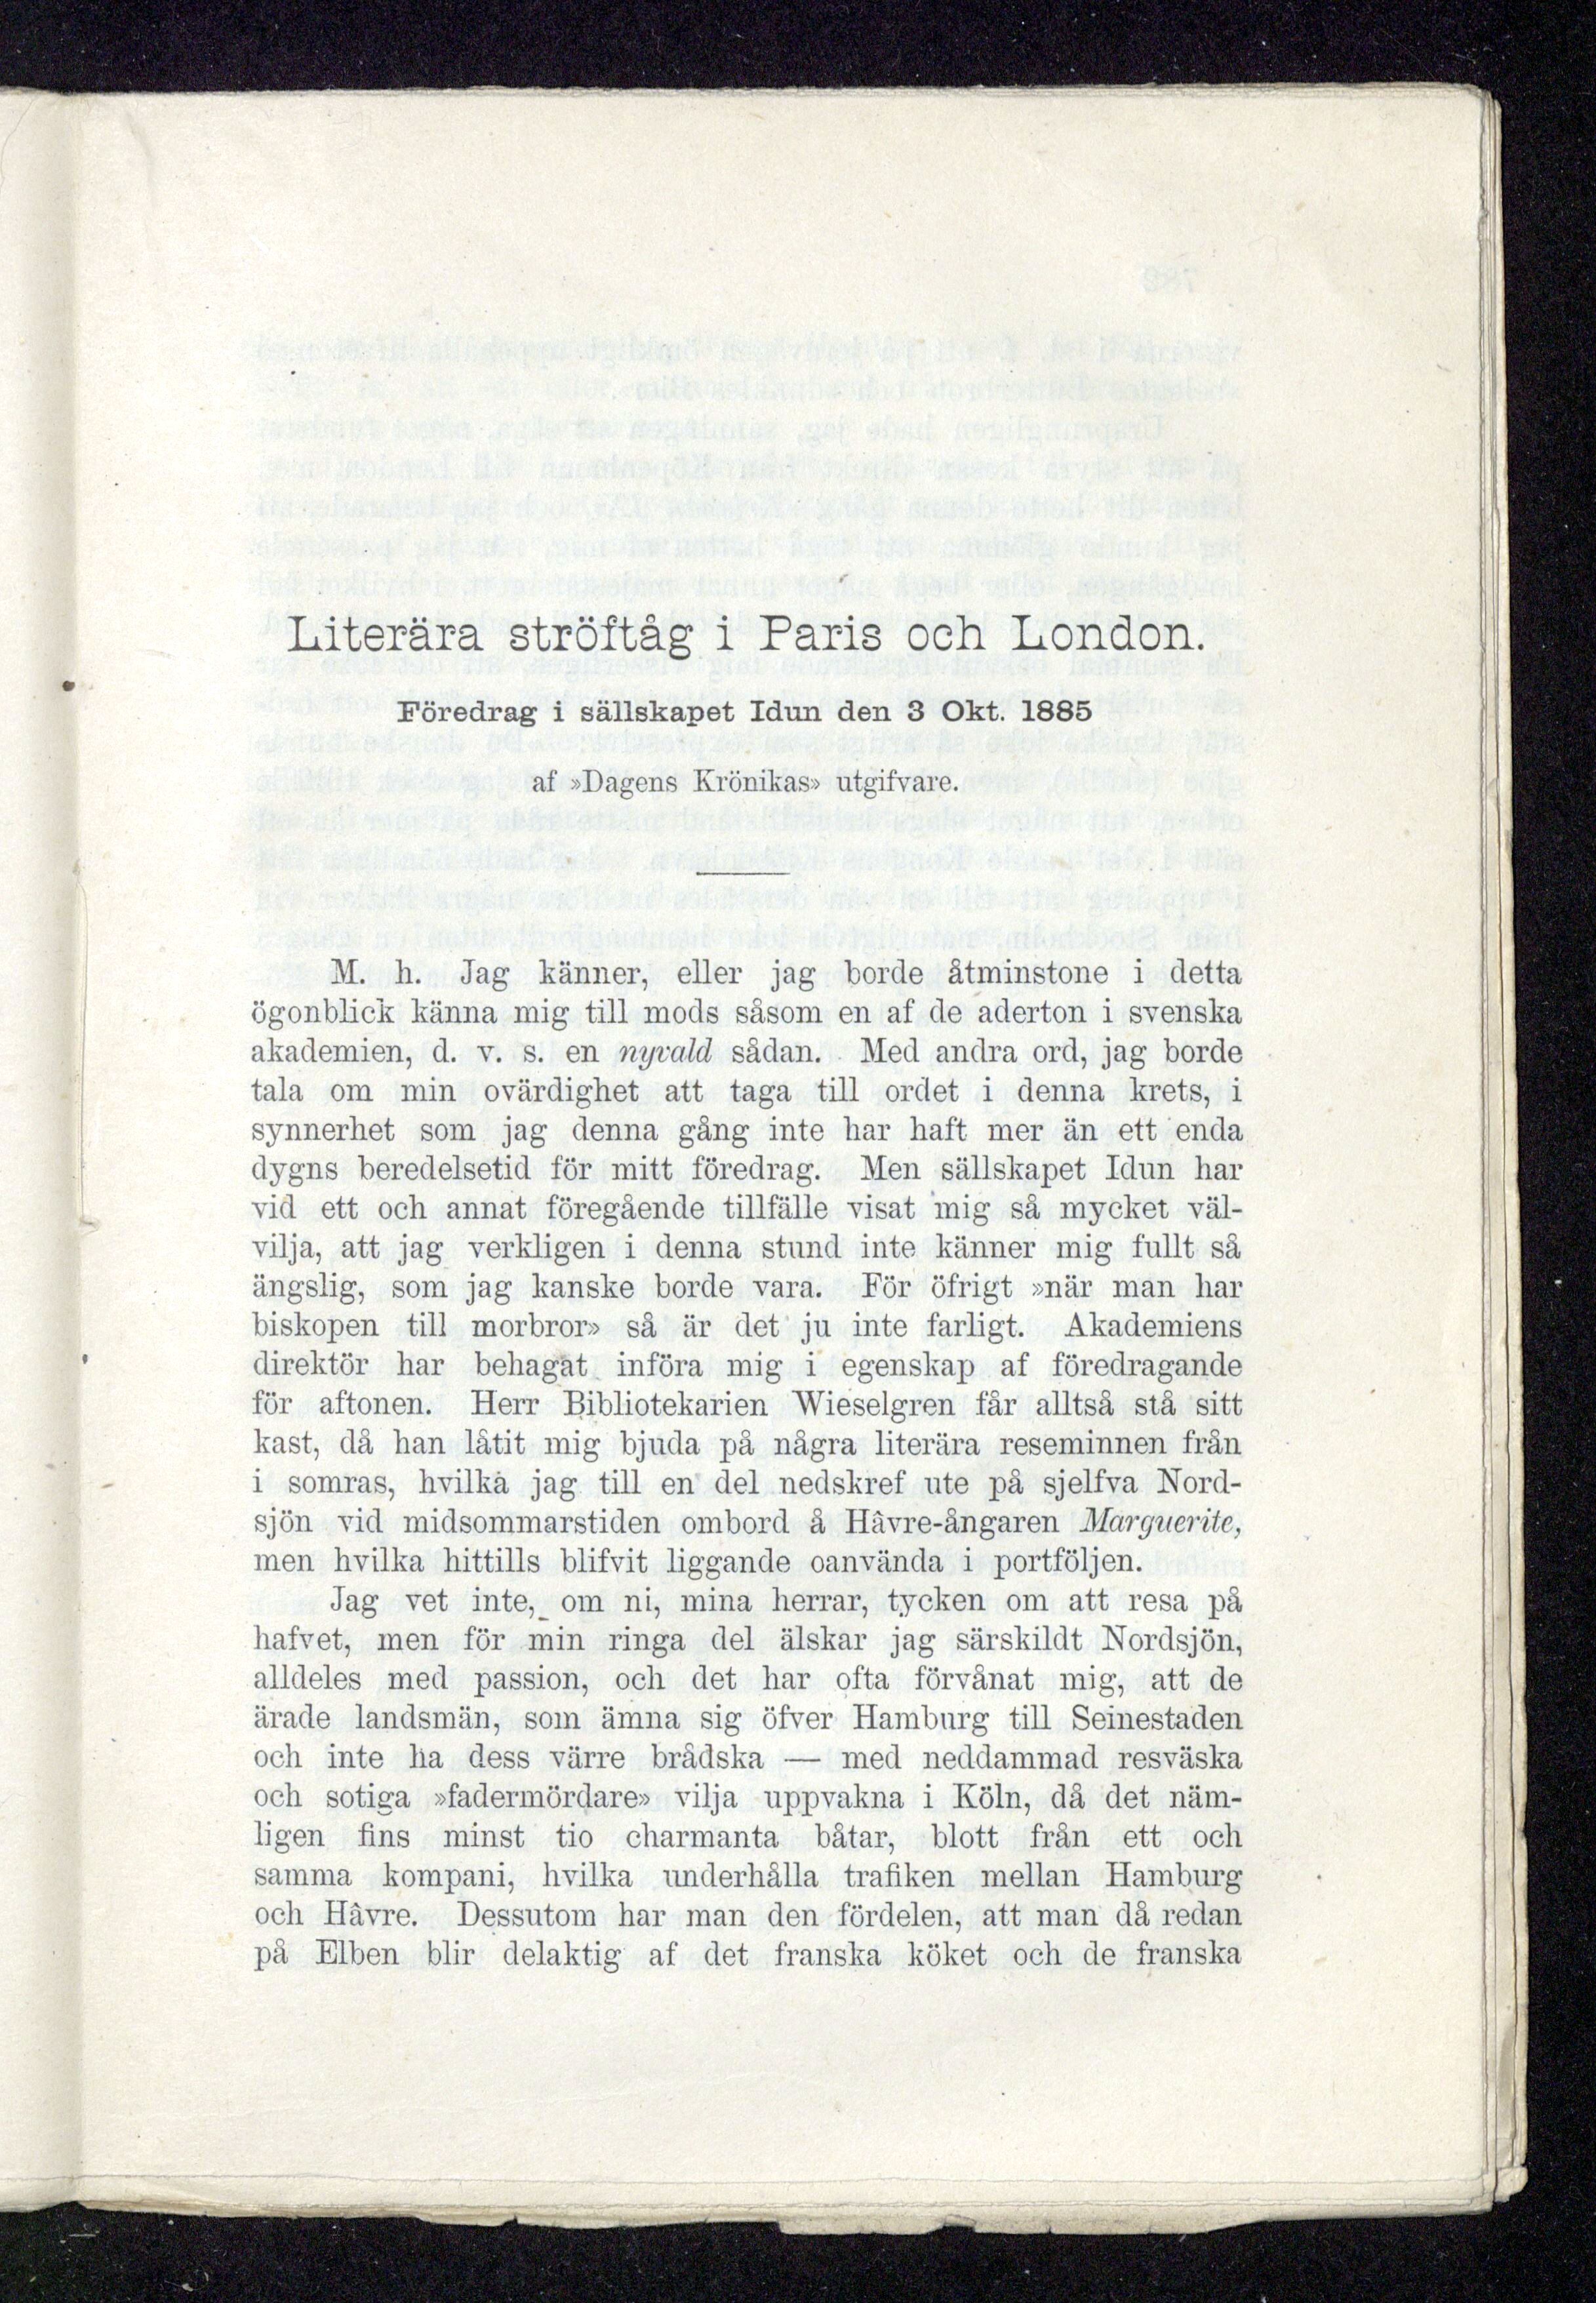 Literära ströftåg i Paris och London.
Föredrag i sällskapet Idun den 3 Okt. 1885
af »Dagens Krönikas» utgifvare.
M. h. Jag känner, eller jag borde åtminstone i detta
ögonblick känna mig till mods såsom en af de aderton i svenska
akademien, d. v. s. en nyvald sådan. Med andra ord, jag borde
tala om min ovärdighet att taga till ordet i denna krets, i
synnerhet som jag denna gång inte har haft mer än ett enda
dygns beredelsetid för mitt föredrag. Men sällskapet Idun har
vid ett och annat föregående tillfälle visat mig så mycket väl-
vilja, att jag verkligen i denna stund inte känner mig fullt så
ängslig, som jag kanske borde vara. För öfrigt »när man har
biskopen till morbror» så är det ju inte farligt. Akademiens
direktör har behagat införa mig i egenskap af föredragande
för aftonen. Herr Bibliotekarien Wieselgren får alltså stå sitt
kast, då han låtit mig bjuda på några literära reseminnen från
i somras, hvilka jag till en del nedskref ute på sjelfva Nord-
sjön vid midsommarstiden ombord å Hâvre-ångaren Marguerite,
men hvilka hittills blifvit liggande oanvända i portföljen.
Jag vet inte, om ni, mina herrar, tycken om att resa på
hafvet, men för min ringa del älskar jag särskildt Nordsjön,
alldeles med passion, och det har ofta förvånat mig, att de
ärade landsmän, som ämna sig öfver Hamburg till Seinestaden
och inte ha dess värre brådska — med neddammad resväska
och sotiga »fadermördare» vilja uppvakna i Köln, då det näm-
ligen fins minst tio charmanta båtar, blott från ett och
samma kompani, hvilka underhålla trafiken mellan Hamburg
och Hâvre. Dessutom har man den fördelen, att man då redan
på Elben blir delaktig af det franska köket och de franska